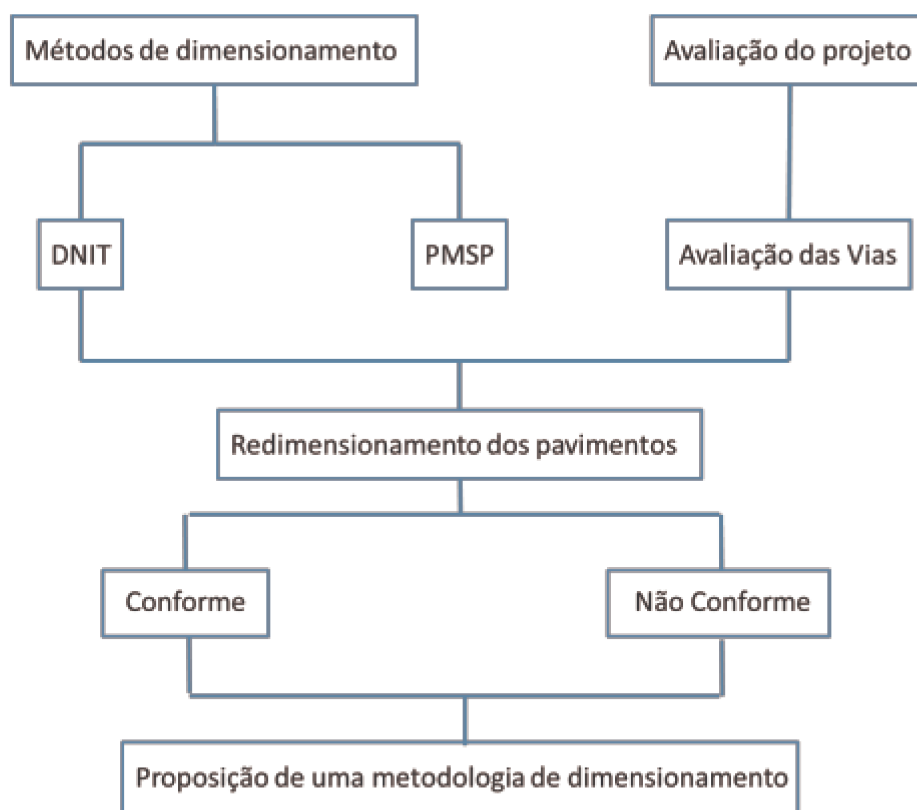 Métodos de dimensionamento
Avaliação do projeto
DNIT
PMSP
Avaliação das Vias
Redimensionamento dos pavimentos
Conforme
Não Conforme
Proposição de uma metodologia de dimensionamento